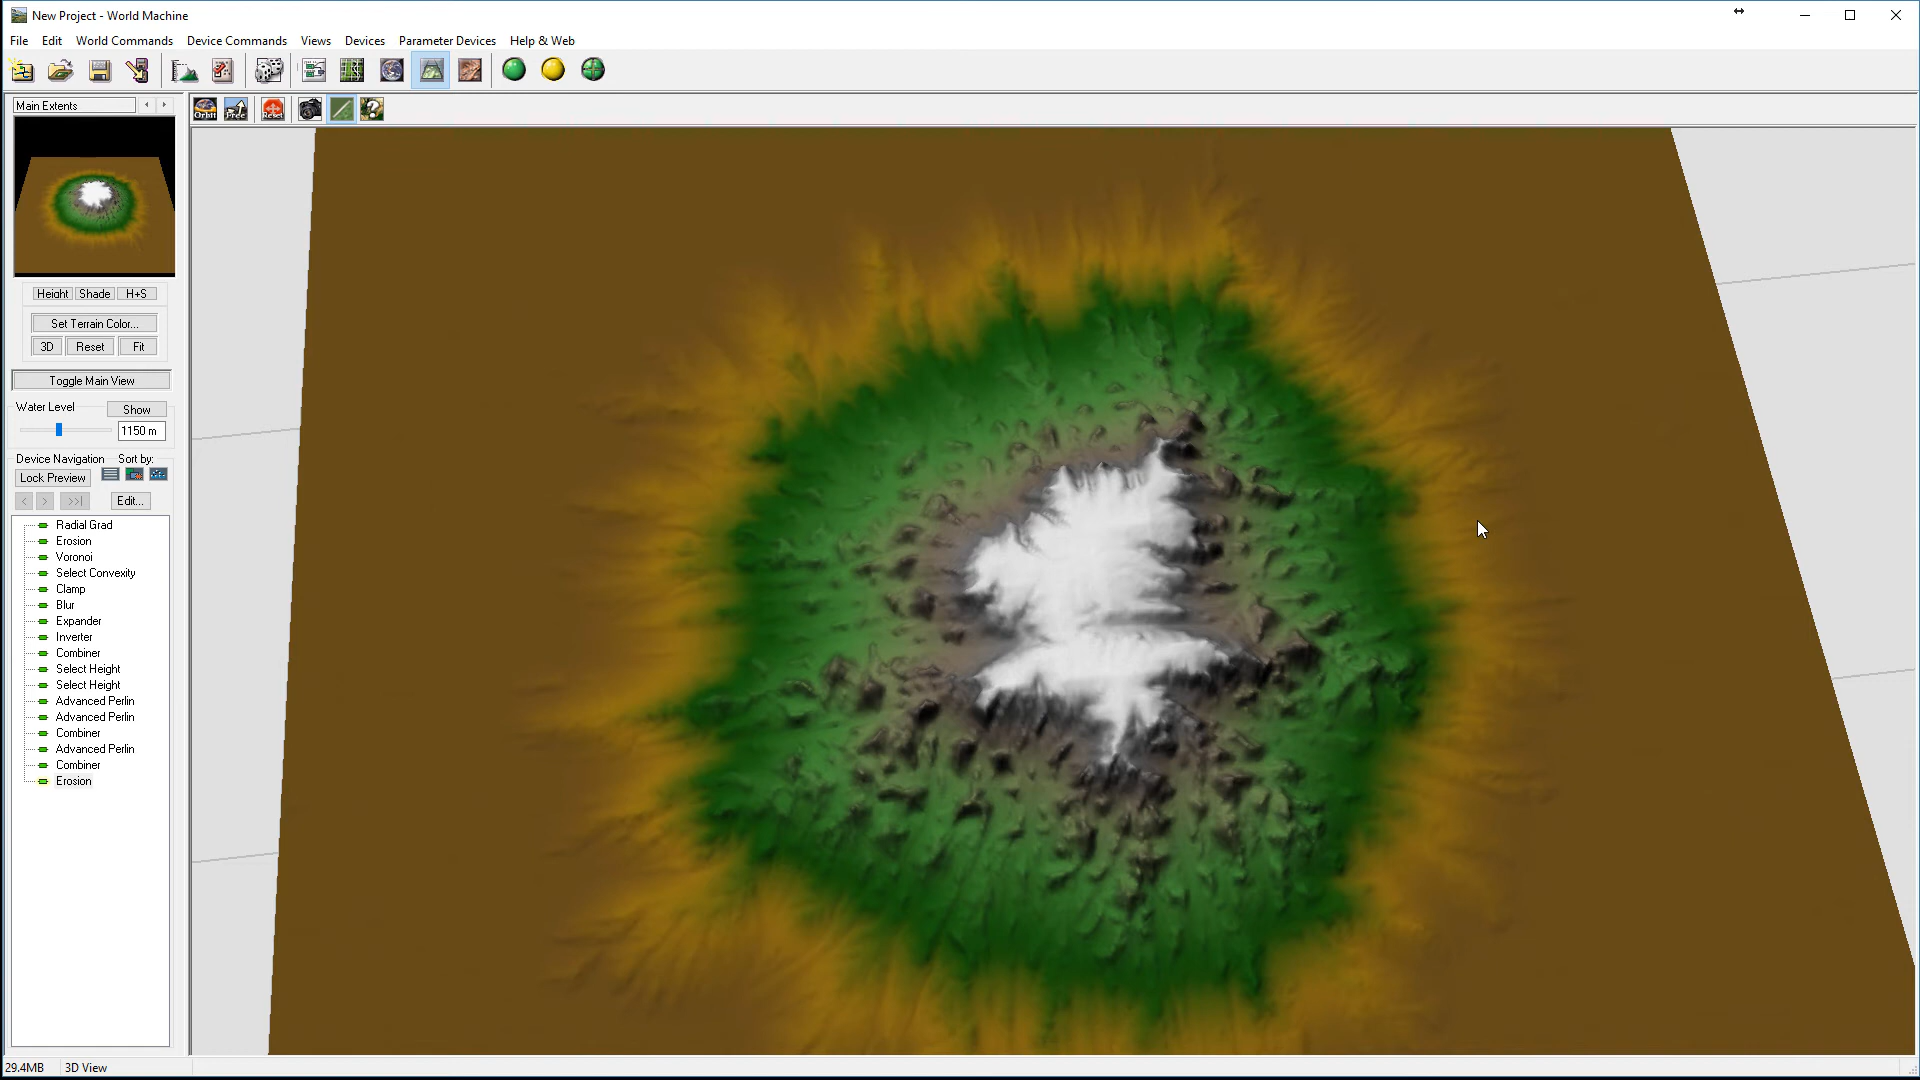 New Project - World Machine
File Edit World Commands Device Commands Views Devices Parameter Devices Help & Web
Main Extents
Orbit Free Reset
Height Shade H+S
Set Terrain Color...
3D Reset Fit
Toggle Main View
Water Level Show
1150 m
Device Navigation Sort by:
Lock Preview
< > >>| Edit...
Radial Grad
Erosion
Voronoi
Select Convexity
Clamp
Blur
Expander
Inverter
Combiner
Select Height
Select Height
Advanced Perlin
Advanced Perlin
Combiner
Advanced Perlin
Combiner
Erosion
29.4MB 3D View